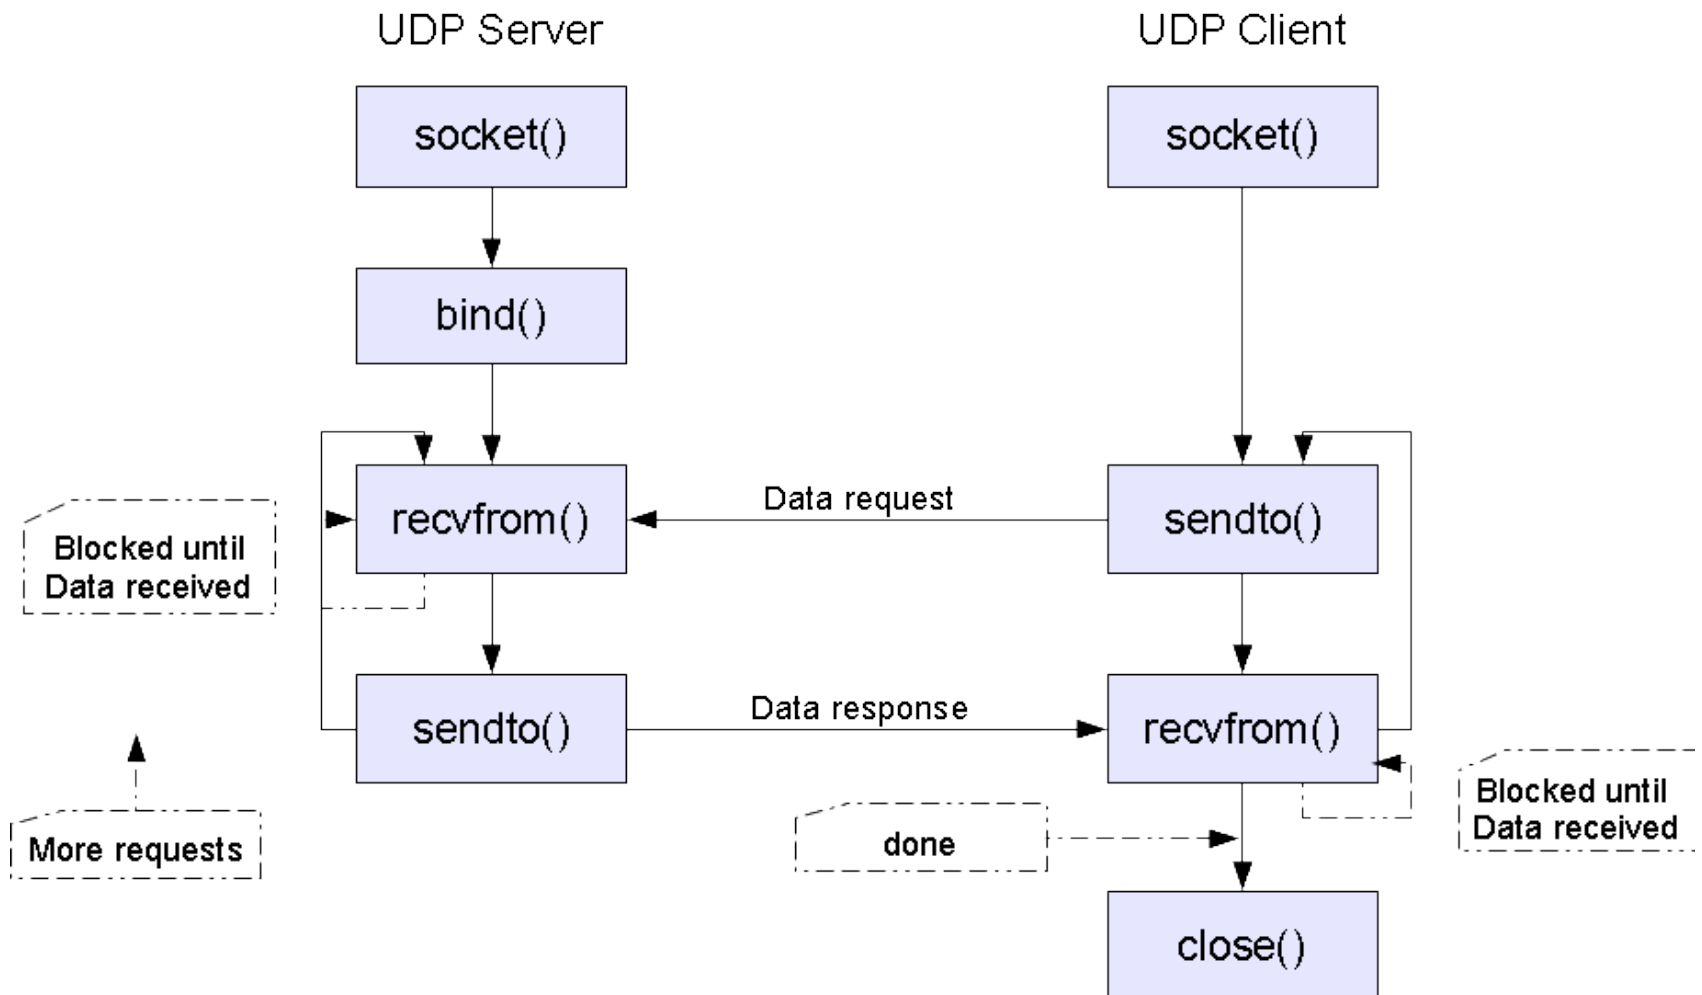 UDP Server
UDP Client
socket()
socket()
bind()
recvfrom()
Data request
sendto()
Blocked until
Data received
sendto()
Data response
recvfrom()
More requests
done
Blocked until
Data received
close()